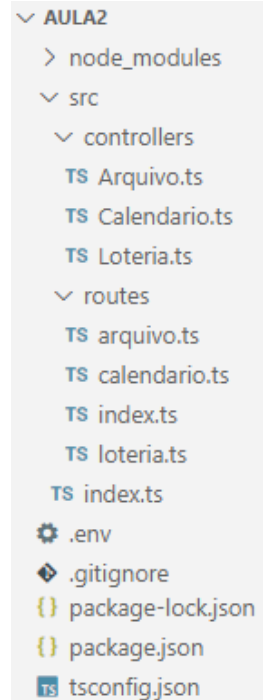 AULA2
node_modules
src
controllers
TS Arquivo.ts
TS Calendario.ts
TS Loteria.ts
routes
TS arquivo.ts
TS calendario.ts
TS index.ts
TS loteria.ts
TS index.ts
.env
.gitignore
{} package-lock.json
{} package.json
TS tsconfig.json